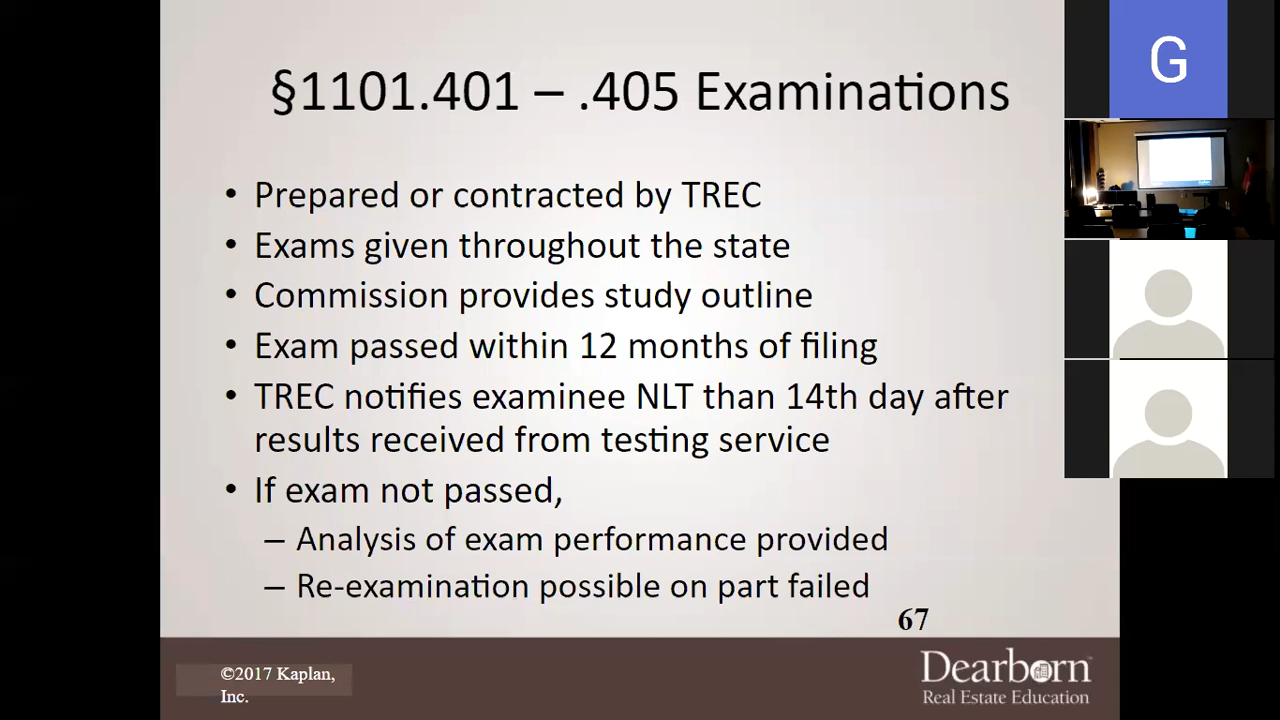 §1101.401 – .405 Examinations
• Prepared or contracted by TREC
• Exams given throughout the state
• Commission provides study outline
• Exam passed within 12 months of filing
• TREC notifies examinee NLT than 14th day after
results received from testing service
• If exam not passed,
– Analysis of exam performance provided
– Re-examination possible on part failed
67
©2017 Kaplan,
Inc.
Dearborn
Real Estate Education
G